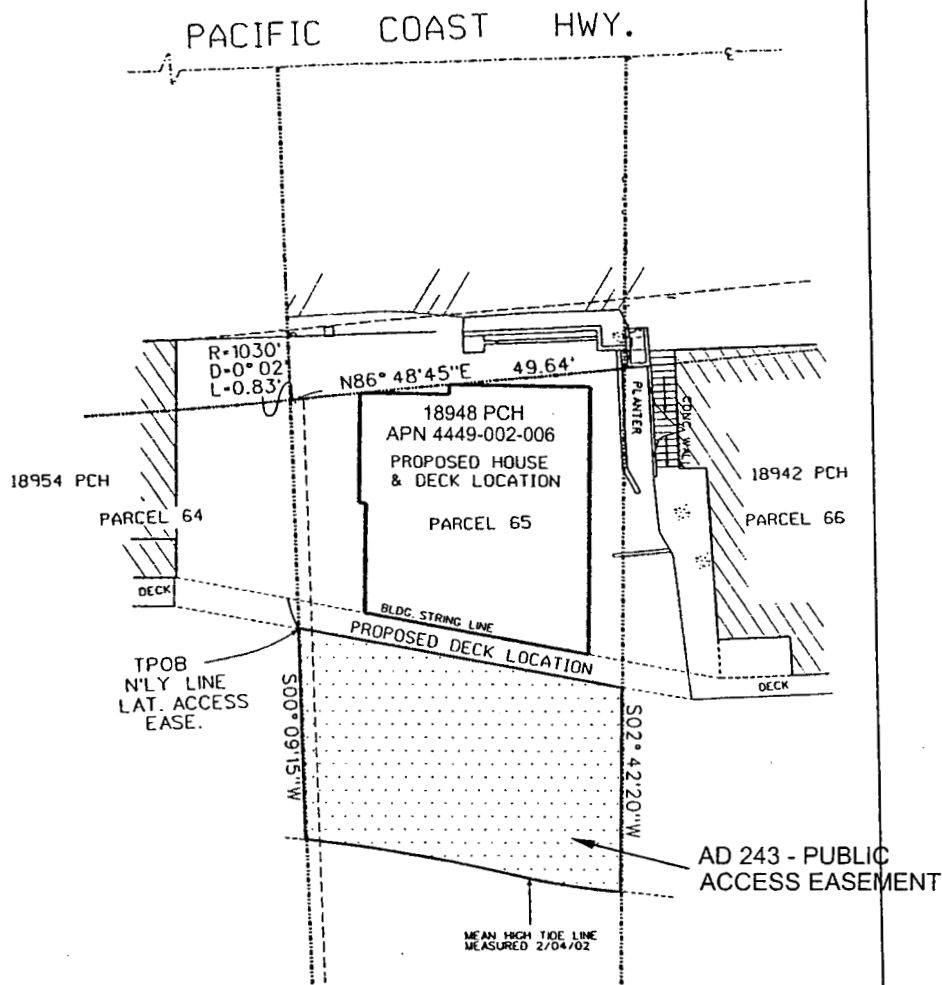 PACIFIC COAST HWY.
R=1030'
D=0° 02'
L=0.83'
N86° 48'45"E 49.64'
18948 PCH
APN 4449-002-006
PROPOSED HOUSE
& DECK LOCATION
PARCEL 65
PLANTER
CONC. WALK
18954 PCH
PARCEL 64
18942 PCH
PARCEL 66
DECK
BLDG. STRING LINE
PROPOSED DECK LOCATION
DECK
TPOB
N'LY LINE
LAT. ACCESS
EASE.
S00° 09'15"W
S02° 42'20"W
AD 243 - PUBLIC
ACCESS EASEMENT
MEAN HIGH TIDE LINE
MEASURED 2/04/02